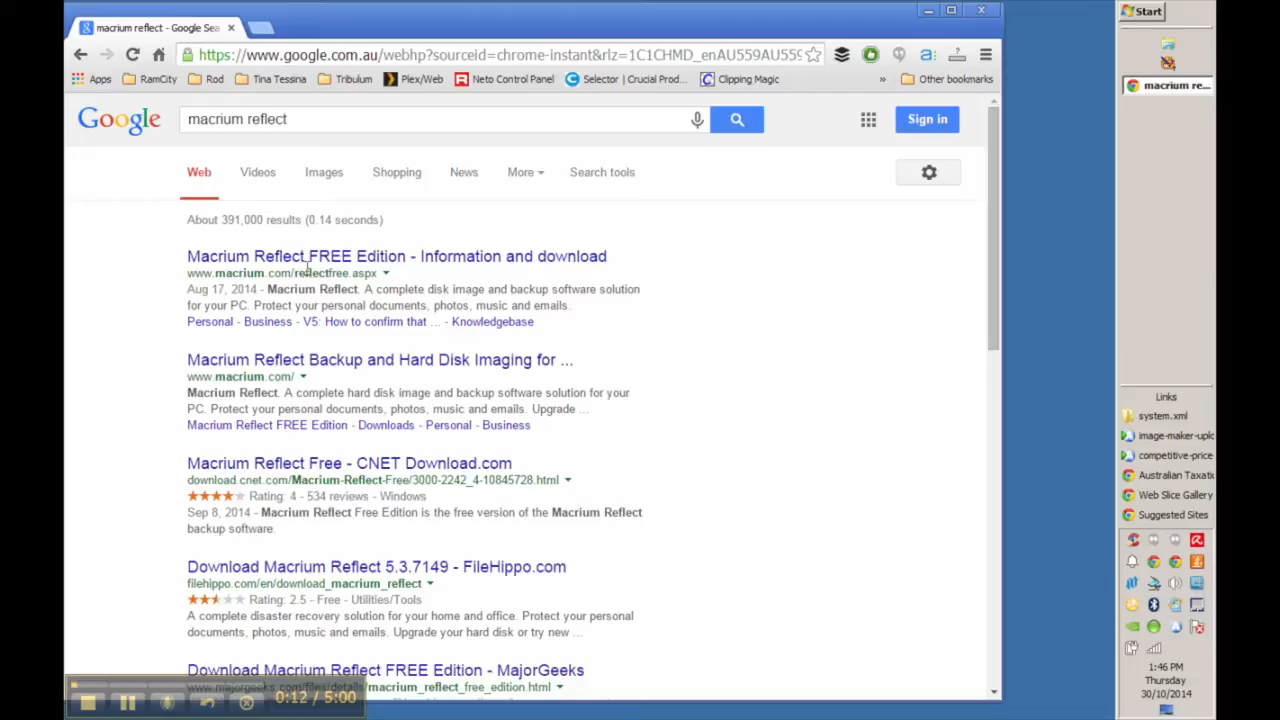 macrium reflect - Google Sea
https://www.google.com.au/webhp?sourceid=chrome-instant&rlz=1C1CHMD_enAU559AU559
Apps RamCity Rod Tina Tessina Tribulum Plex/Web Neto Control Panel Selector | Crucial Prod... Clipping Magic » Other bookmarks
Google macrium reflect Sign in
Web Videos Images Shopping News More Search tools
About 391,000 results (0.14 seconds)
Macrium Reflect FREE Edition - Information and download
www.macrium.com/reflectfree.aspx
Aug 17, 2014 - Macrium Reflect. A complete disk image and backup software solution
for your PC. Protect your personal documents, photos, music and emails.
Personal - Business - V5: How to confirm that ... - Knowledgebase
Macrium Reflect Backup and Hard Disk Imaging for ...
www.macrium.com/
Macrium Reflect. A complete hard disk image and backup software solution for your
PC. Protect your personal documents, photos, music and emails. Upgrade ...
Macrium Reflect FREE Edition - Downloads - Personal - Business
Macrium Reflect Free - CNET Download.com
download.cnet.com/Macrium-Reflect-Free/3000-2242_4-10845728.html
Rating: 4 - 534 reviews - Windows
Sep 8, 2014 - Macrium Reflect Free Edition is the free version of the Macrium Reflect
backup software.
Download Macrium Reflect 5.3.7149 - FileHippo.com
filehippo.com/en/download_macrium_reflect
Rating: 2.5 - Free - Utilities/Tools
A complete disaster recovery solution for your home and office. Protect your personal
documents, photos, music and emails. Upgrade your hard disk or try new ...
Download Macrium Reflect FREE Edition - MajorGeeks
www.majorgeeks.com/files/details/macrium_reflect_free_edition.html
0:12 / 5:00
Start
macrium re...
Links
system.xml
image-maker-uplo
competitive-price
Australian Taxati
Web Slice Gallery
Suggested Sites
1:46 PM
Thursday
30/10/2014